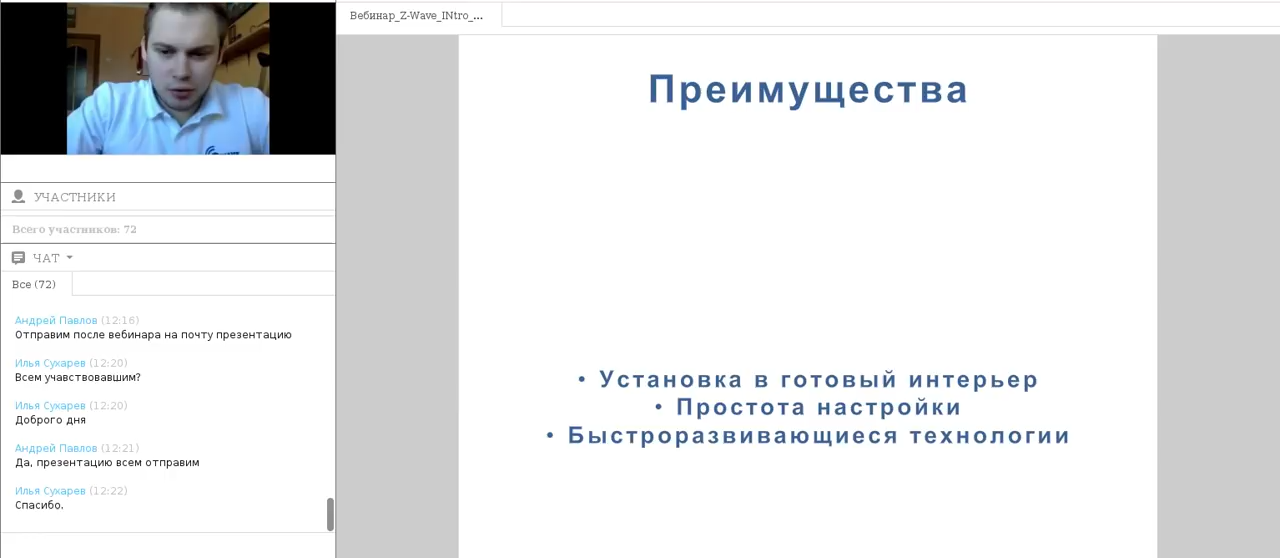 Вебинар_Z-Wave_INtro_...
УЧАСТНИКИ
Всего участников: 72
ЧАТ
Все (72)
Андрей Павлов (12:16)
Отправим после вебинара на почту презентацию
Илья Сухарев (12:20)
Всем учавствовавшим?
Илья Сухарев (12:20)
Доброго дня
Андрей Павлов (12:21)
Да, презентацию всем отправим
Илья Сухарев (12:22)
Спасибо.
Преимущества
• Установка в готовый интерьер
• Простота настройки
• Быстроразвивающиеся технологии